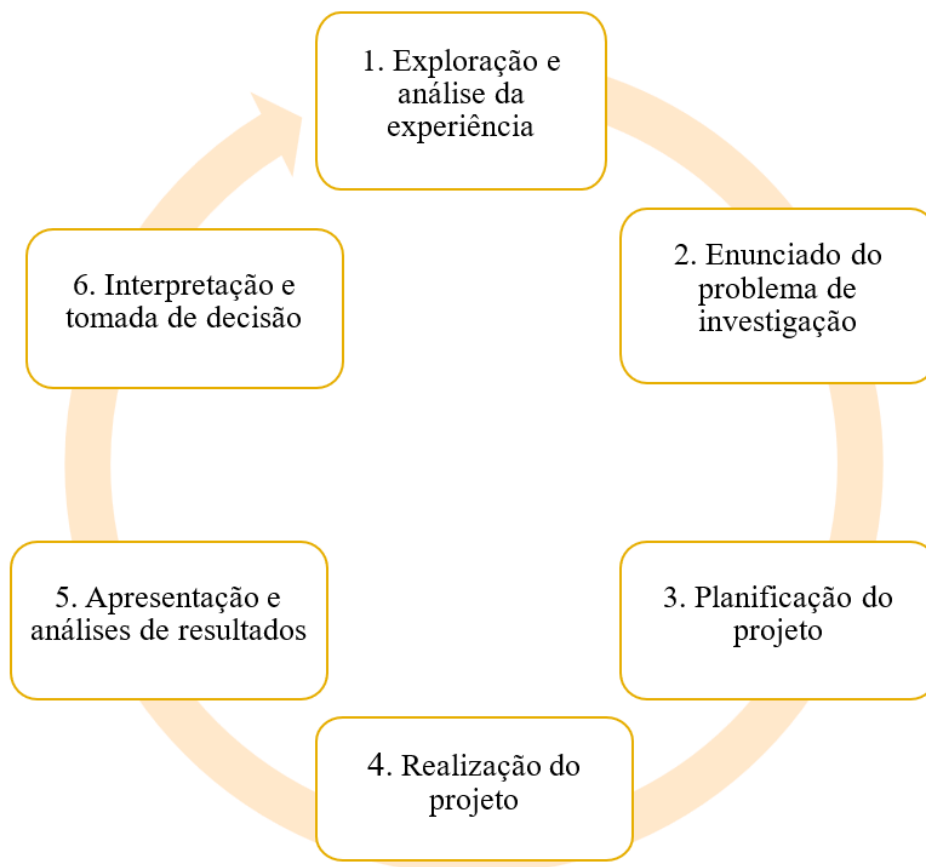 1. Exploração e
análise da
experiência
2. Enunciado do
problema de
investigação
3. Planificação do
projeto
4. Realização do
projeto
5. Apresentação e
análises de resultados
6. Interpretação e
tomada de decisão